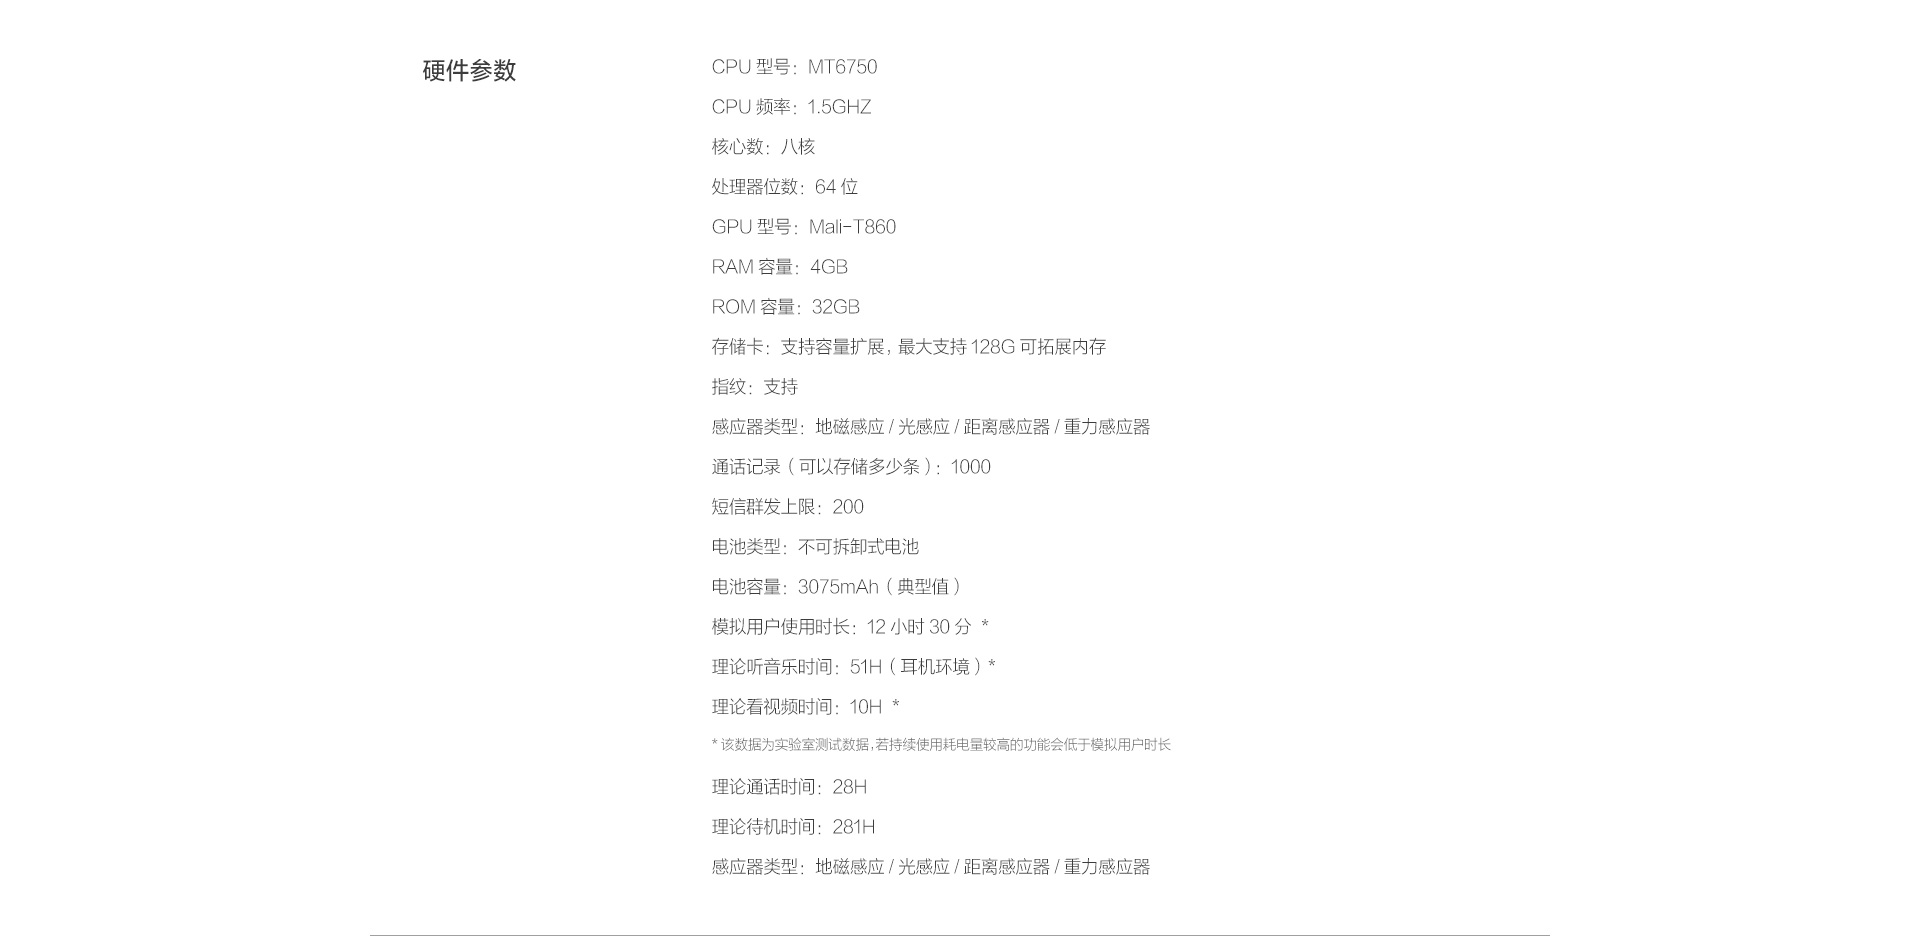 硬件参数
CPU 型号：MT6750
CPU 频率：1.5GHZ
核心数：八核
处理器位数：64 位
GPU 型号：Mali-T860
RAM 容量：4GB
ROM 容量：32GB
存储卡：支持容量扩展，最大支持 128G 可拓展内存
指纹：支持
感应器类型：地磁感应 / 光感应 / 距离感应器 / 重力感应器
通话记录（可以存储多少条）：1000
短信群发上限：200
电池类型：不可拆卸式电池
电池容量：3075mAh（典型值）
模拟用户使用时长：12 小时 30 分 *
理论听音乐时间：51H（耳机环境）*
理论看视频时间：10H *
* 该数据为实验室测试数据，若持续使用耗电量较高的功能会低于模拟用户时长
理论通话时间：28H
理论待机时间：281H
感应器类型：地磁感应 / 光感应 / 距离感应器 / 重力感应器